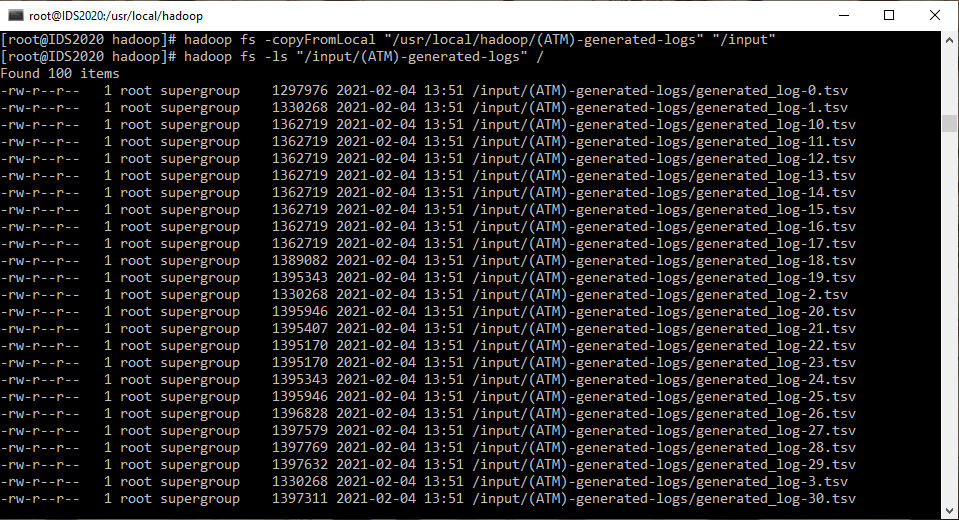 root@IDS2020:/usr/local/hadoop
[root@IDS2020 hadoop]# hadoop fs -copyFromLocal "/usr/local/hadoop/(ATM)-generated-logs" "/input"
[root@IDS2020 hadoop]# hadoop fs -ls "/input/(ATM)-generated-logs" /
Found 100 items
-rw-r--r--   1 root supergroup    1297976 2021-02-04 13:51 /input/(ATM)-generated-logs/generated_log-0.tsv
-rw-r--r--   1 root supergroup    1330268 2021-02-04 13:51 /input/(ATM)-generated-logs/generated_log-1.tsv
-rw-r--r--   1 root supergroup    1362719 2021-02-04 13:51 /input/(ATM)-generated-logs/generated_log-10.tsv
-rw-r--r--   1 root supergroup    1362719 2021-02-04 13:51 /input/(ATM)-generated-logs/generated_log-11.tsv
-rw-r--r--   1 root supergroup    1362719 2021-02-04 13:51 /input/(ATM)-generated-logs/generated_log-12.tsv
-rw-r--r--   1 root supergroup    1362719 2021-02-04 13:51 /input/(ATM)-generated-logs/generated_log-13.tsv
-rw-r--r--   1 root supergroup    1362719 2021-02-04 13:51 /input/(ATM)-generated-logs/generated_log-14.tsv
-rw-r--r--   1 root supergroup    1362719 2021-02-04 13:51 /input/(ATM)-generated-logs/generated_log-15.tsv
-rw-r--r--   1 root supergroup    1362719 2021-02-04 13:51 /input/(ATM)-generated-logs/generated_log-16.tsv
-rw-r--r--   1 root supergroup    1362719 2021-02-04 13:51 /input/(ATM)-generated-logs/generated_log-17.tsv
-rw-r--r--   1 root supergroup    1389082 2021-02-04 13:51 /input/(ATM)-generated-logs/generated_log-18.tsv
-rw-r--r--   1 root supergroup    1395343 2021-02-04 13:51 /input/(ATM)-generated-logs/generated_log-19.tsv
-rw-r--r--   1 root supergroup    1330268 2021-02-04 13:51 /input/(ATM)-generated-logs/generated_log-2.tsv
-rw-r--r--   1 root supergroup    1395946 2021-02-04 13:51 /input/(ATM)-generated-logs/generated_log-20.tsv
-rw-r--r--   1 root supergroup    1395407 2021-02-04 13:51 /input/(ATM)-generated-logs/generated_log-21.tsv
-rw-r--r--   1 root supergroup    1395170 2021-02-04 13:51 /input/(ATM)-generated-logs/generated_log-22.tsv
-rw-r--r--   1 root supergroup    1395170 2021-02-04 13:51 /input/(ATM)-generated-logs/generated_log-23.tsv
-rw-r--r--   1 root supergroup    1395343 2021-02-04 13:51 /input/(ATM)-generated-logs/generated_log-24.tsv
-rw-r--r--   1 root supergroup    1395946 2021-02-04 13:51 /input/(ATM)-generated-logs/generated_log-25.tsv
-rw-r--r--   1 root supergroup    1396828 2021-02-04 13:51 /input/(ATM)-generated-logs/generated_log-26.tsv
-rw-r--r--   1 root supergroup    1397579 2021-02-04 13:51 /input/(ATM)-generated-logs/generated_log-27.tsv
-rw-r--r--   1 root supergroup    1397769 2021-02-04 13:51 /input/(ATM)-generated-logs/generated_log-28.tsv
-rw-r--r--   1 root supergroup    1397632 2021-02-04 13:51 /input/(ATM)-generated-logs/generated_log-29.tsv
-rw-r--r--   1 root supergroup    1330268 2021-02-04 13:51 /input/(ATM)-generated-logs/generated_log-3.tsv
-rw-r--r--   1 root supergroup    1397311 2021-02-04 13:51 /input/(ATM)-generated-logs/generated_log-30.tsv